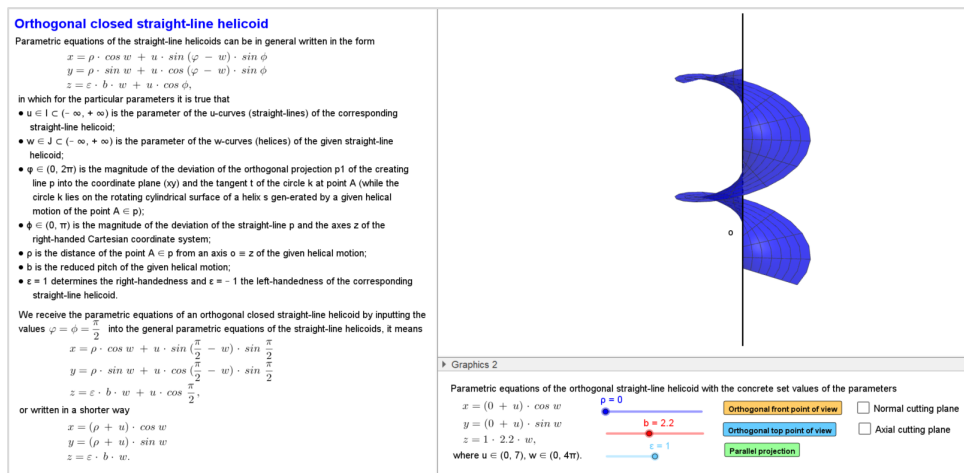 Orthogonal closed straight-line helicoid
Parametric equations of the straight-line helicoids can be in general written in the form
x = ρ · cos w + u · sin (φ − w) · sin ϕ
y = ρ · sin w + u · cos (φ − w) · sin ϕ
z = ε · b · w + u · cos ϕ,
in which for the particular parameters it is true that
● u ∈ I ⊂ (− ∞, + ∞) is the parameter of the u-curves (straight-lines) of the corresponding
straight-line helicoid;
● w ∈ J ⊂ (− ∞, + ∞) is the parameter of the w-curves (helices) of the given straight-line
helicoid;
● φ ∈ (0, 2π) is the magnitude of the deviation of the orthogonal projection p1 of the creating
line p into the coordinate plane (xy) and the tangent t of the circle k at point A (while the
circle k lies on the rotating cylindrical surface of a helix s gen-erated by a given helical
motion of the point A ∈ p);
● ϕ ∈ (0, π) is the magnitude of the deviation of the straight-line p and the axes z of the
right-handed Cartesian coordinate system;
● ρ is the distance of the point A ∈ p from an axis o ≡ z of the given helical motion;
● b is the reduced pitch of the given helical motion;
● ε = 1 determines the right-handedness and ε = − 1 the left-handedness of the corresponding
straight-line helicoid.
We receive the parametric equations of an orthogonal closed straight-line helicoid by inputting the
values φ = ϕ = π/2 into the general parametric equations of the straight-line helicoids, it means
x = ρ · cos w + u · sin (π/2 − w) · sin π/2
y = ρ · sin w + u · cos (π/2 − w) · sin π/2
z = ε · b · w + u · cos π/2,
or written in a shorter way
x = (ρ + u) · cos w
y = (ρ + u) · sin w
z = ε · b · w.
o
Graphics 2
Parametric equations of the orthogonal straight-line helicoid with the concrete set values of the parameters
x = (0 + u) · cos w
y = (0 + u) · sin w
z = 1 · 2.2 · w,
where u ∈ (0, 7), w ∈ (0, 4π).
ρ = 0
b = 2.2
ε = 1
Orthogonal front point of view
Orthogonal top point of view
Parallel projection
Normal cutting plane
Axial cutting plane